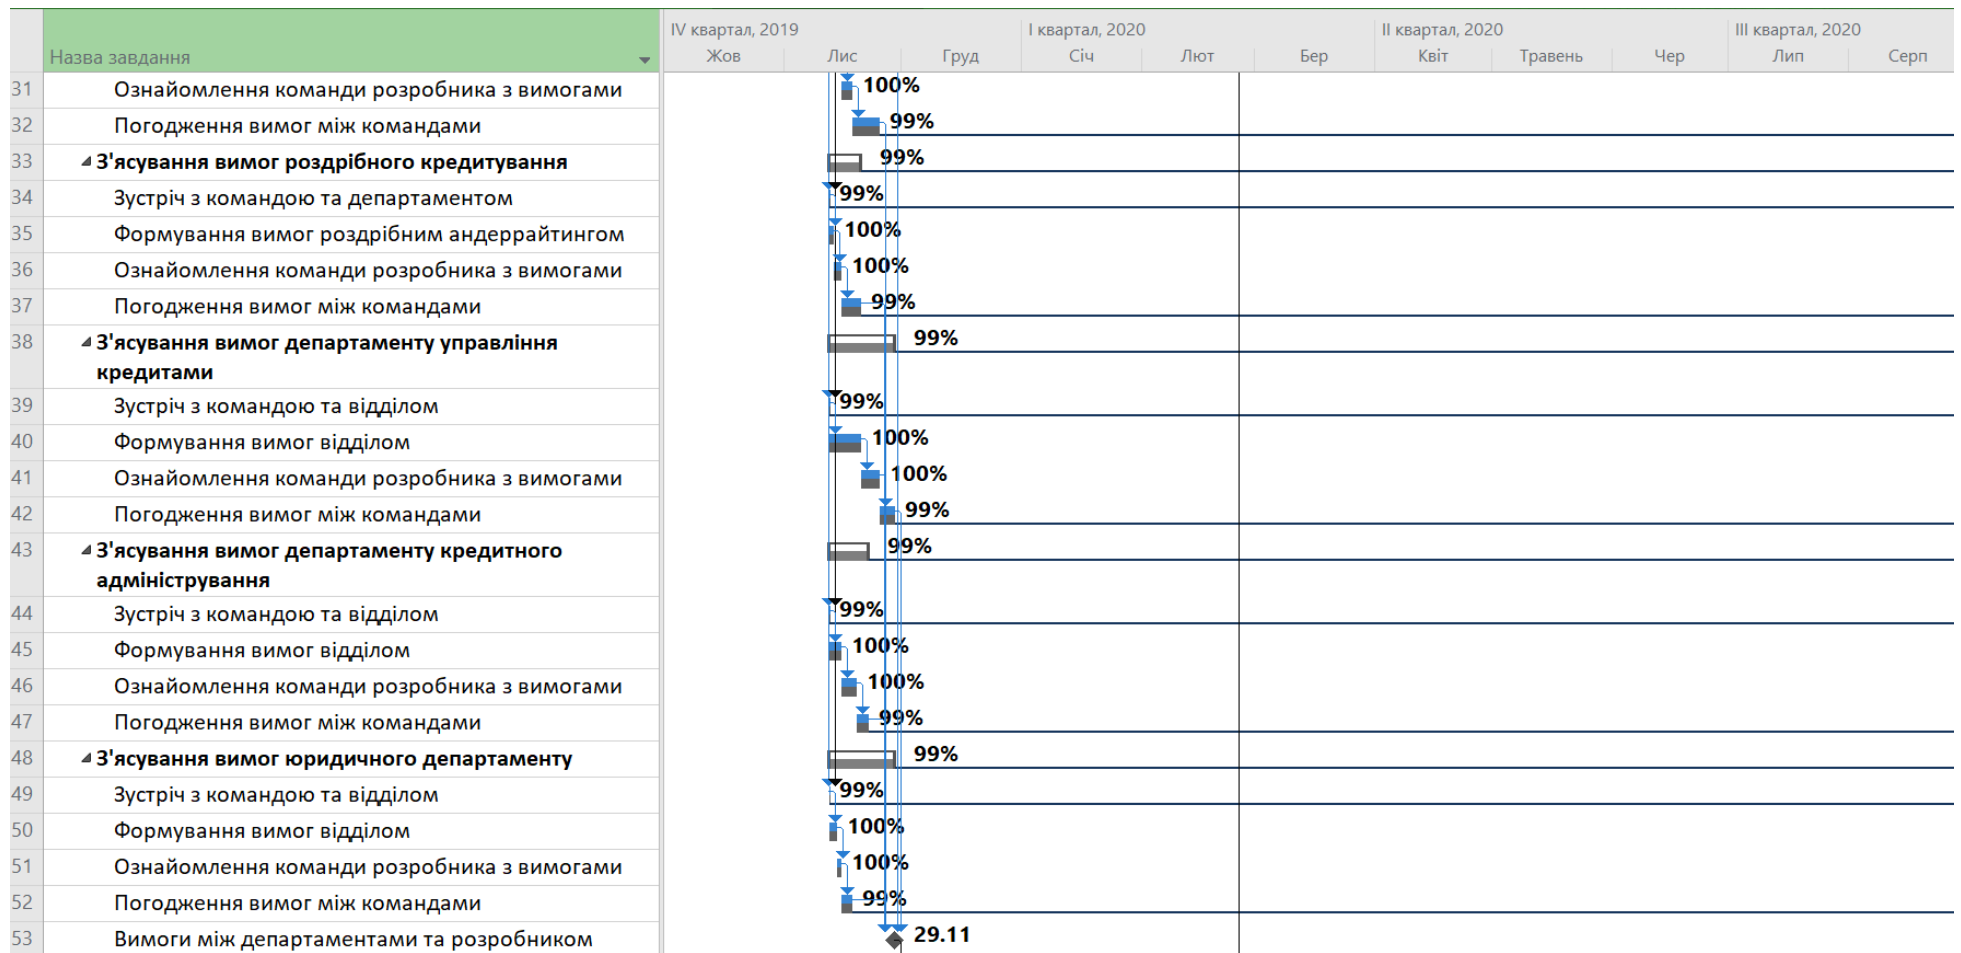 IV квартал, 2019 I квартал, 2020 II квартал, 2020 III квартал, 2020
Назва завдання Жов Лис Груд Січ Лют Бер Квіт Травень Чер Лип Серп
31 Ознайомлення команди розробника з вимогами 100%
32 Погодження вимог між командами 99%
33 З'ясування вимог роздрібного кредитування 99%
34 Зустріч з командою та департаментом 99%
35 Формування вимог роздрібним андеррайтингом 100%
36 Ознайомлення команди розробника з вимогами 100%
37 Погодження вимог між командами 99%
38 З'ясування вимог департаменту управління 99%
кредитами
39 Зустріч з командою та відділом 99%
40 Формування вимог відділом 100%
41 Ознайомлення команди розробника з вимогами 100%
42 Погодження вимог між командами 99%
43 З'ясування вимог департаменту кредитного 99%
адміністрування
44 Зустріч з командою та відділом 99%
45 Формування вимог відділом 100%
46 Ознайомлення команди розробника з вимогами 100%
47 Погодження вимог між командами 99%
48 З'ясування вимог юридичного департаменту 99%
49 Зустріч з командою та відділом 99%
50 Формування вимог відділом 100%
51 Ознайомлення команди розробника з вимогами 100%
52 Погодження вимог між командами 99%
53 Вимоги між департаментами та розробником 29.11